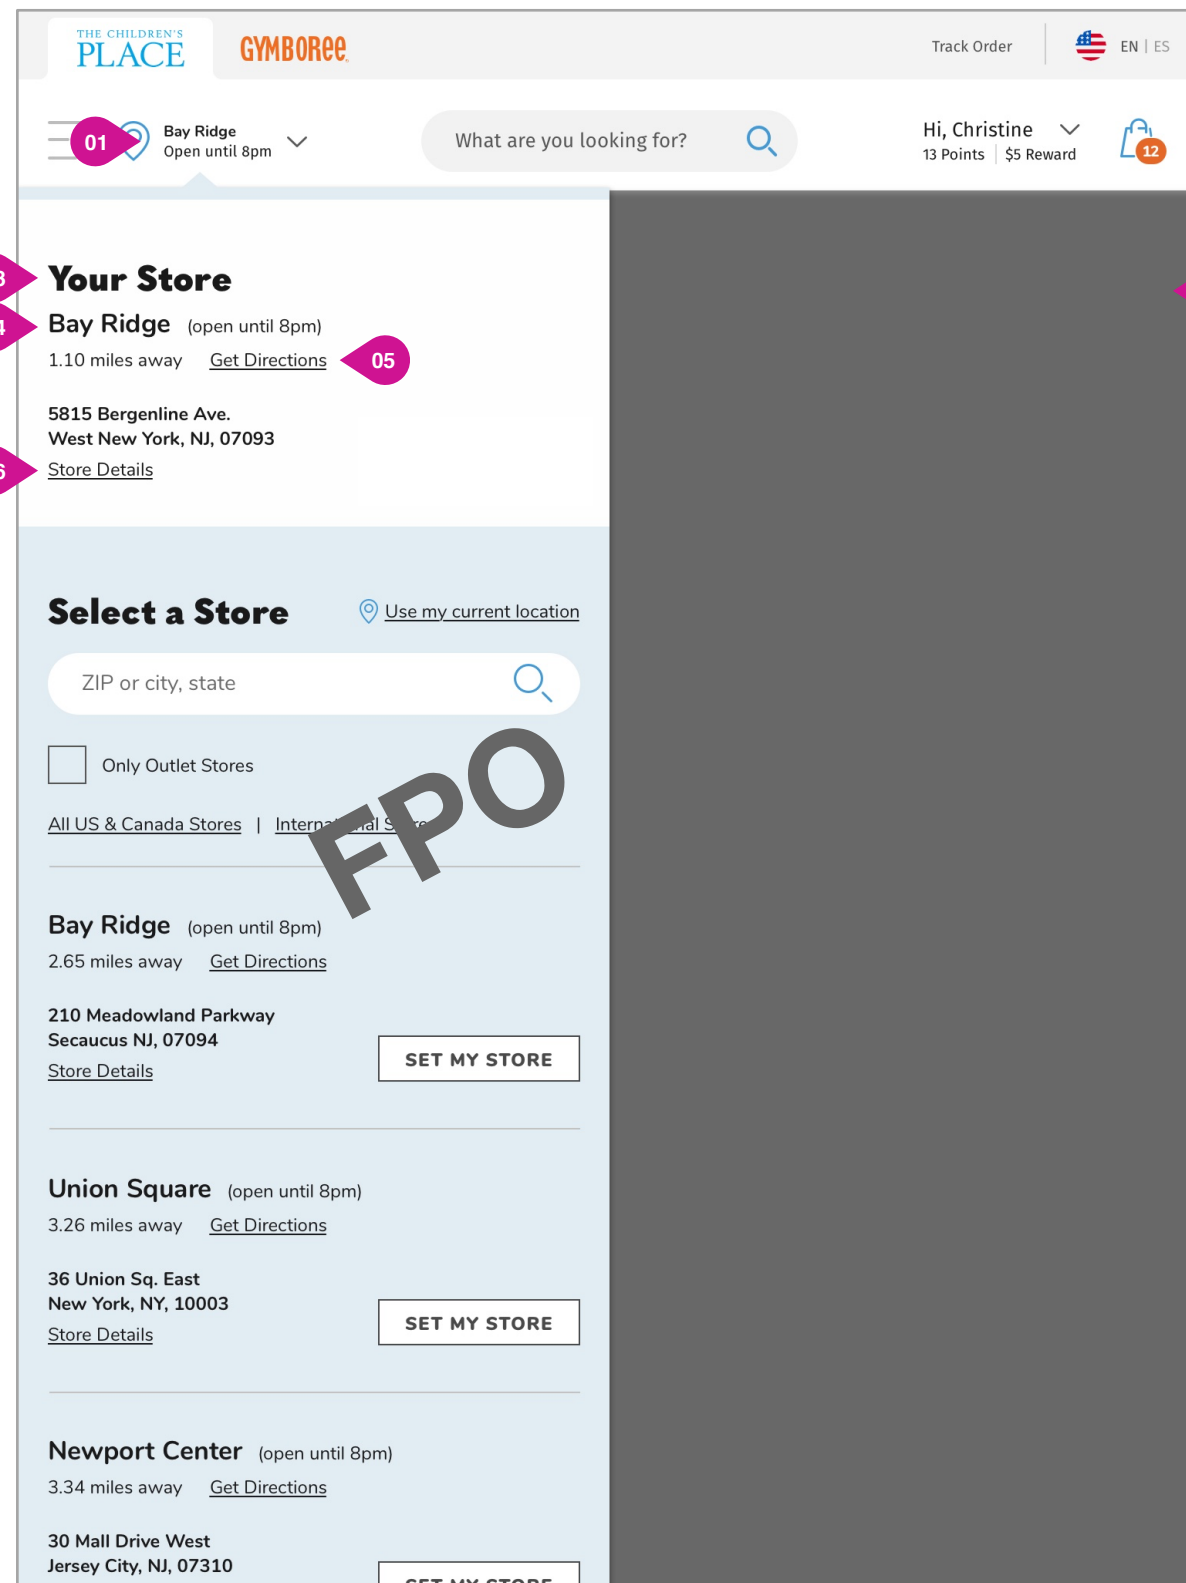 THE CHILDREN'S
PLACE
GYMBOREE
Track Order
EN | ES
01
Bay Ridge
Open until 8pm
What are you looking for?
Hi, Christine
13 Points | $5 Reward
12
Your Store
Bay Ridge (open until 8pm)
1.10 miles away Get Directions
05
5815 Bergenline Ave.
West New York, NJ, 07093
Store Details
Select a Store
Use my current location
ZIP or city, state
Only Outlet Stores
All US & Canada Stores |
FPO
Bay Ridge (open until 8pm)
2.65 miles away Get Directions
210 Meadowland Parkway
Secaucus NJ, 07094
Store Details
SET MY STORE
Union Square (open until 8pm)
3.26 miles away Get Directions
36 Union Sq. East
New York, NY, 10003
Store Details
SET MY STORE
Newport Center (open until 8pm)
3.34 miles away Get Directions
30 Mall Drive West
Jersey City, NJ, 07310
SET MY STORE